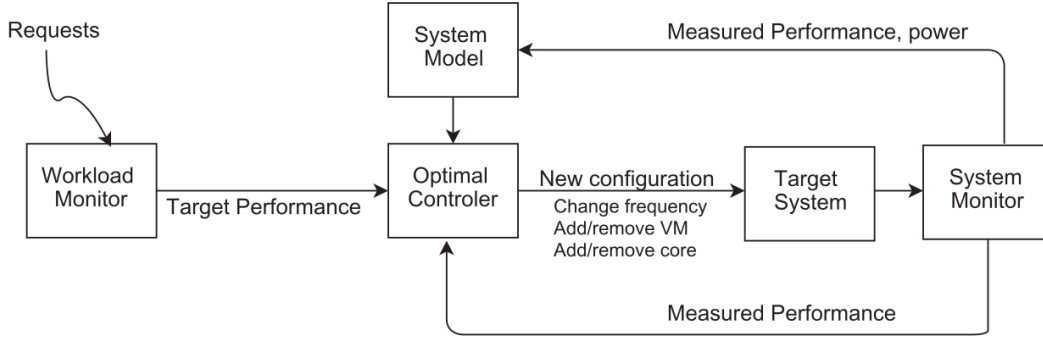 Requests
System
Model
Measured Performance, power
Workload
Monitor
Target Performance
Optimal
Controler
New configuration
Change frequency
Add/remove VM
Add/remove core
Target
System
System
Monitor
Measured Performance